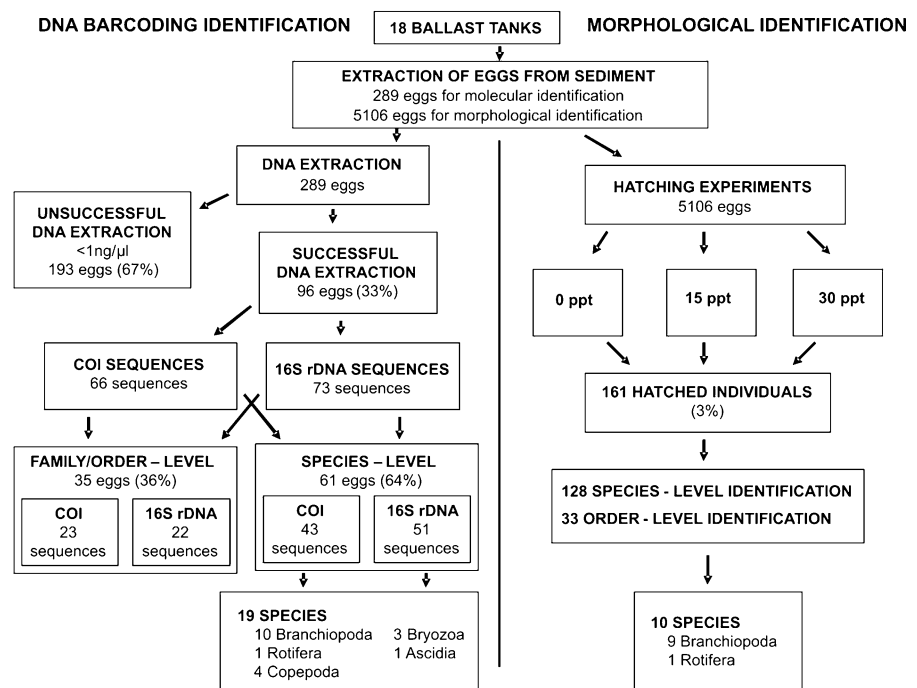 DNA BARCODING IDENTIFICATION
18 BALLAST TANKS
MORPHOLOGICAL IDENTIFICATION
EXTRACTION OF EGGS FROM SEDIMENT
289 eggs for molecular identification
5106 eggs for morphological identification
DNA EXTRACTION
289 eggs
UNSUCCESSFUL
DNA EXTRACTION
<1ng/µl
193 eggs (67%)
SUCCESSFUL
DNA EXTRACTION
96 eggs (33%)
COI SEQUENCES
66 sequences
16S rDNA SEQUENCES
73 sequences
FAMILY/ORDER – LEVEL
35 eggs (36%)
COI
23
sequences
16S rDNA
22
sequences
SPECIES – LEVEL
61 eggs (64%)
COI
43
sequences
16S rDNA
51
sequences
19 SPECIES
10 Branchiopoda
1 Rotifera
4 Copepoda
3 Bryozoa
1 Ascidia
HATCHING EXPERIMENTS
5106 eggs
0 ppt
15 ppt
30 ppt
161 HATCHED INDIVIDUALS
(3%)
128 SPECIES - LEVEL IDENTIFICATION
33 ORDER - LEVEL IDENTIFICATION
10 SPECIES
9 Branchiopoda
1 Rotifera